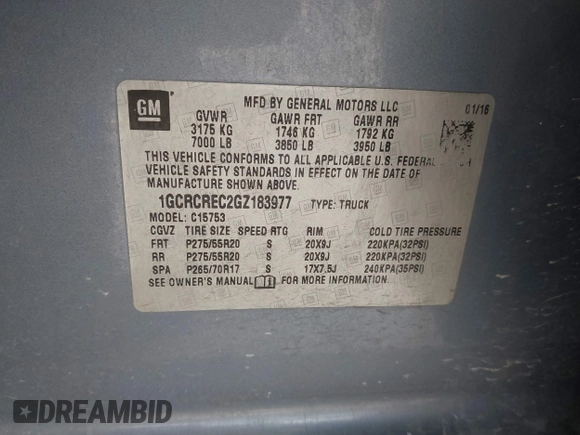 GM
MFD BY GENERAL MOTORS LLC 01/16
GVWR GAWR FRT GAWR RR
3175 KG 1746 KG 1792 KG
7000 LB 3850 LB 3950 LB
THIS VEHICLE CONFORMS TO ALL APPLICABLE U.S. FEDERAL
VEHICLE SAFETY STANDARDS IN EFFECT ON THE DATE OF
MANUFACTURE SHOWN ABOVE.
1GCRCREC2GZ183977 TYPE: TRUCK
MODEL: C15753
CGVZ TIRE SIZE SPEED RTG RIM COLD TIRE PRESSURE
FRT P275/55R20 S 20X9J 220KPA(32PSI)
RR P275/55R20 S 20X9J 220KPA(32PSI)
SPA P265/70R17 S 17X7.5J 240KPA(35PSI)
SEE OWNER'S MANUAL FOR MORE INFORMATION.
DREAMBID